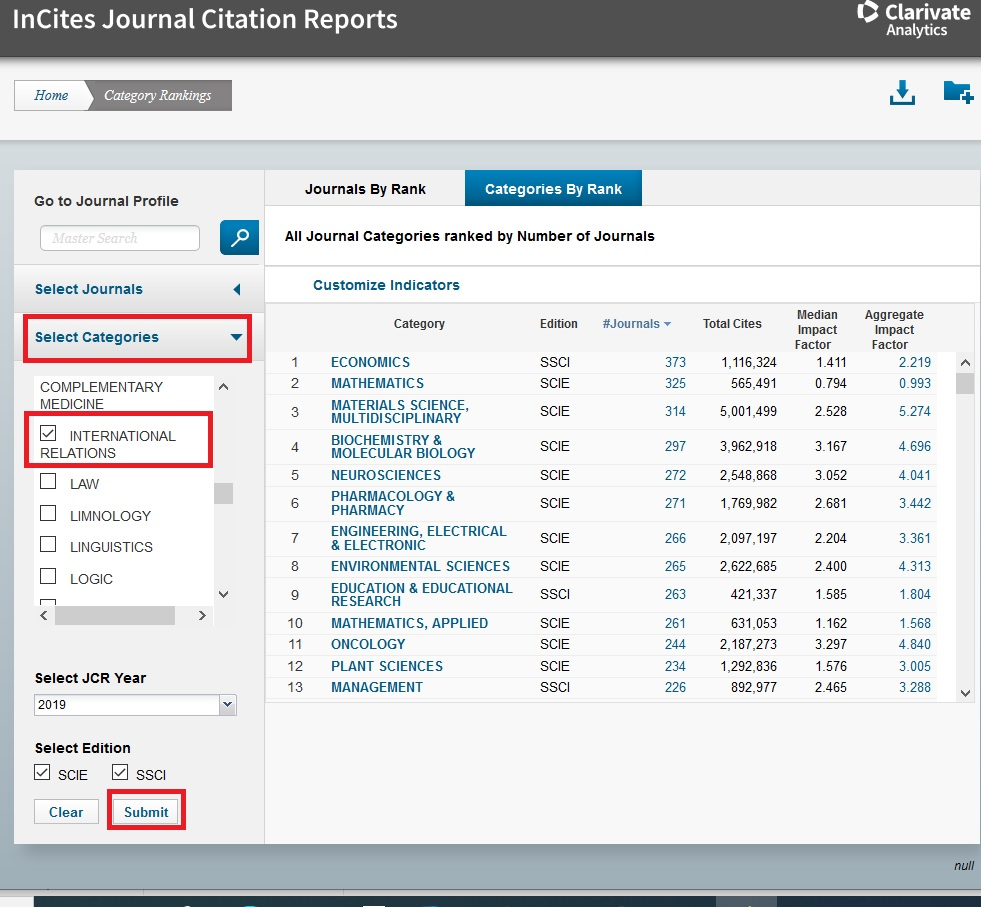 InCites Journal Citation Reports
Clarivate
Analytics
Home
Category Rankings
Go to Journal Profile
Master Search
Select Journals
Select Categories
COMPLEMENTARY
MEDICINE
INTERNATIONAL
RELATIONS
LAW
LIMNOLOGY
LINGUISTICS
LOGIC
Select JCR Year
2019
Select Edition
SCIE SSCI
Clear Submit
Journals By Rank Categories By Rank
All Journal Categories ranked by Number of Journals
Customize Indicators
Category Edition #Journals Total Cites Median Impact Factor Aggregate Impact Factor
1 ECONOMICS SSCI 373 1,116,324 1.411 2.219
2 MATHEMATICS SCIE 325 565,491 0.794 0.993
3 MATERIALS SCIENCE, MULTIDISCIPLINARY SCIE 314 5,001,499 2.528 5.274
4 BIOCHEMISTRY & MOLECULAR BIOLOGY SCIE 297 3,962,918 3.167 4.696
5 NEUROSCIENCES SCIE 272 2,548,868 3.052 4.041
6 PHARMACOLOGY & PHARMACY SCIE 271 1,769,982 2.681 3.442
7 ENGINEERING, ELECTRICAL & ELECTRONIC SCIE 266 2,097,197 2.204 3.361
8 ENVIRONMENTAL SCIENCES SCIE 265 2,622,685 2.400 4.313
9 EDUCATION & EDUCATIONAL RESEARCH SSCI 263 421,337 1.585 1.804
10 MATHEMATICS, APPLIED SCIE 261 631,053 1.162 1.568
11 ONCOLOGY SCIE 244 2,187,273 3.297 4.840
12 PLANT SCIENCES SCIE 234 1,292,836 1.576 3.005
13 MANAGEMENT SSCI 226 892,977 2.465 3.288
null